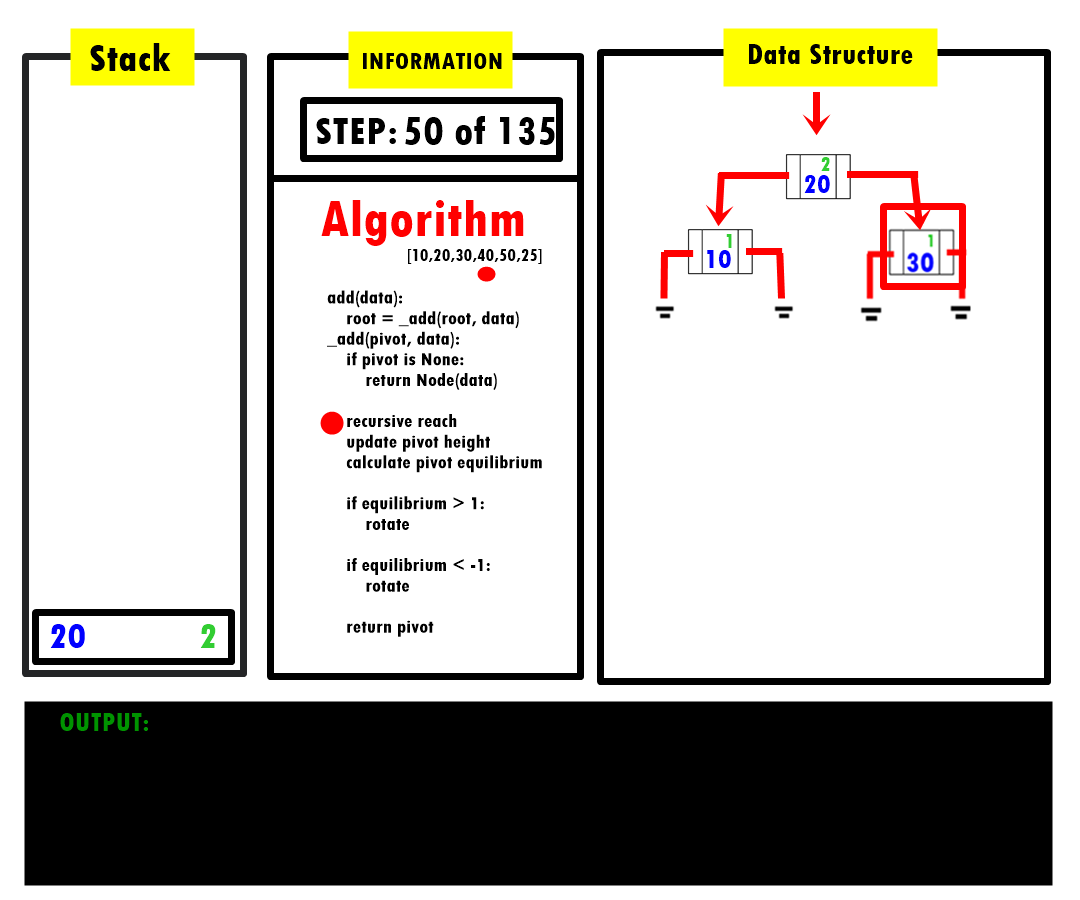 Stack
20 2
INFORMATION
STEP: 50 of 135
Algorithm
[10,20,30,40,50,25]
add(data):
root = _add(root, data)
_add(pivot, data):
if pivot is None:
return Node(data)
recursive reach
update pivot height
calculate pivot equilibrium
if equilibrium > 1:
rotate
if equilibrium < -1:
rotate
return pivot
Data Structure
2
20
1
10
1
30
OUTPUT: